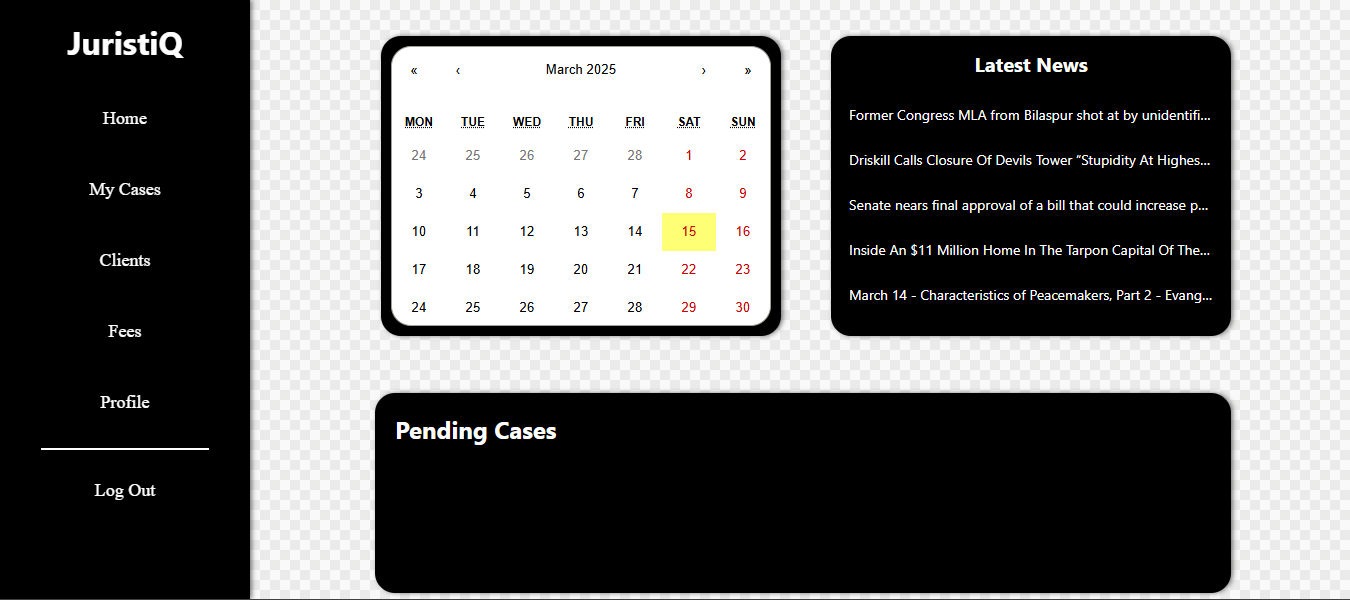 JuristiQ
Home
My Cases
Clients
Fees
Profile
Log Out
« ‹ March 2025 › »
MON TUE WED THU FRI SAT SUN
24 25 26 27 28 1 2
3 4 5 6 7 8 9
10 11 12 13 14 15 16
17 18 19 20 21 22 23
24 25 26 27 28 29 30
Latest News
Former Congress MLA from Bilaspur shot at by unidentifi...
Driskill Calls Closure Of Devils Tower “Stupidity At Highes...
Senate nears final approval of a bill that could increase p...
Inside An $11 Million Home In The Tarpon Capital Of The...
March 14 - Characteristics of Peacemakers, Part 2 - Evang...
Pending Cases